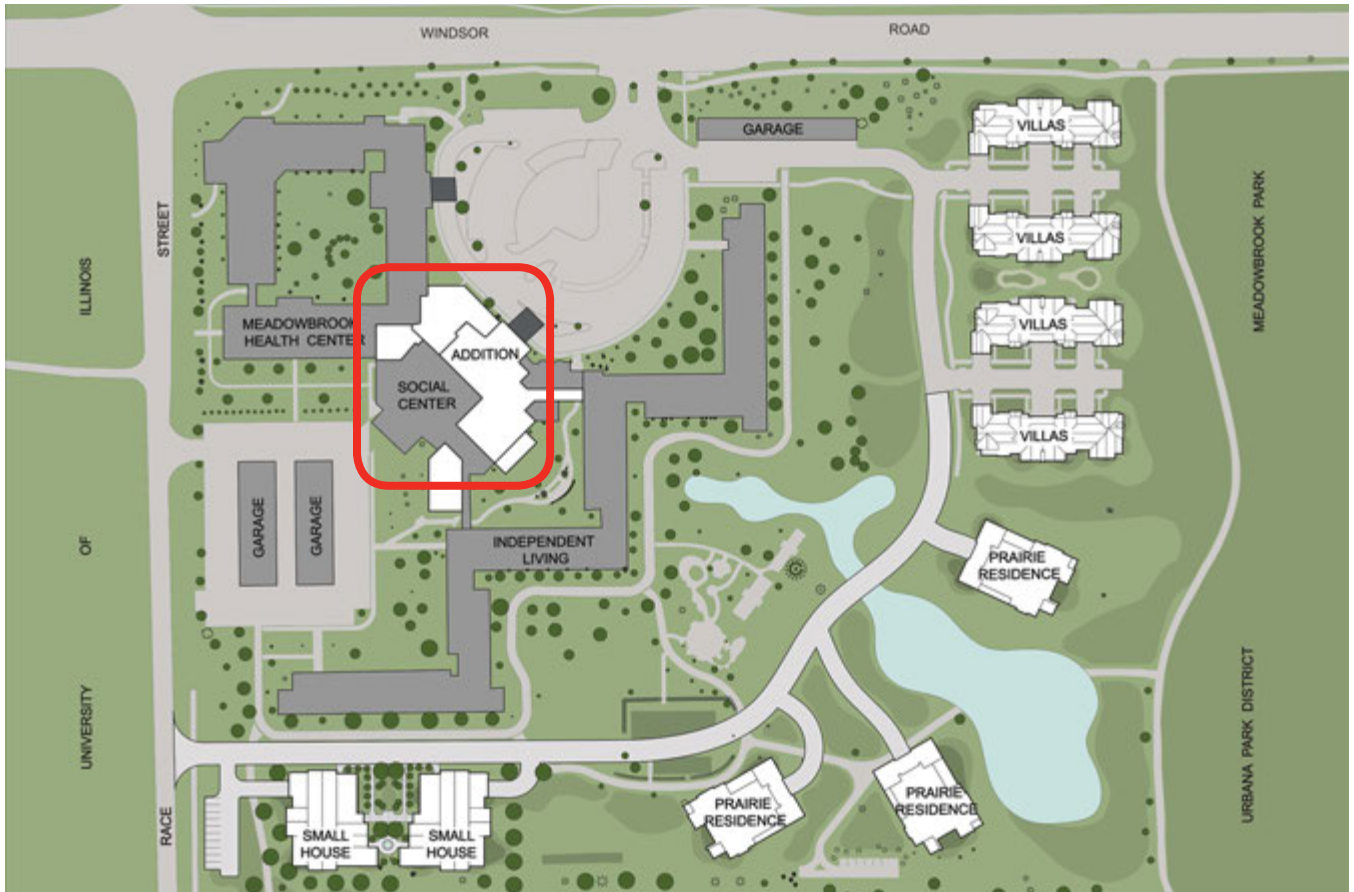 WINDSOR ROAD
GARAGE
VILLAS
STREET
MEADOWBROOK PARK
VILLAS
ILLINOIS
MEADOWBROOK
HEALTH CENTER
VILLAS
ADDITION
SOCIAL
CENTER
VILLAS
GARAGE
GARAGE
OF
INDEPENDENT
LIVING
PRAIRIE
RESIDENCE
UNIVERSITY
URBANA PARK DISTRICT
PRAIRIE
RESIDENCE
PRAIRIE
RESIDENCE
RACE
SMALL
HOUSE
SMALL
HOUSE